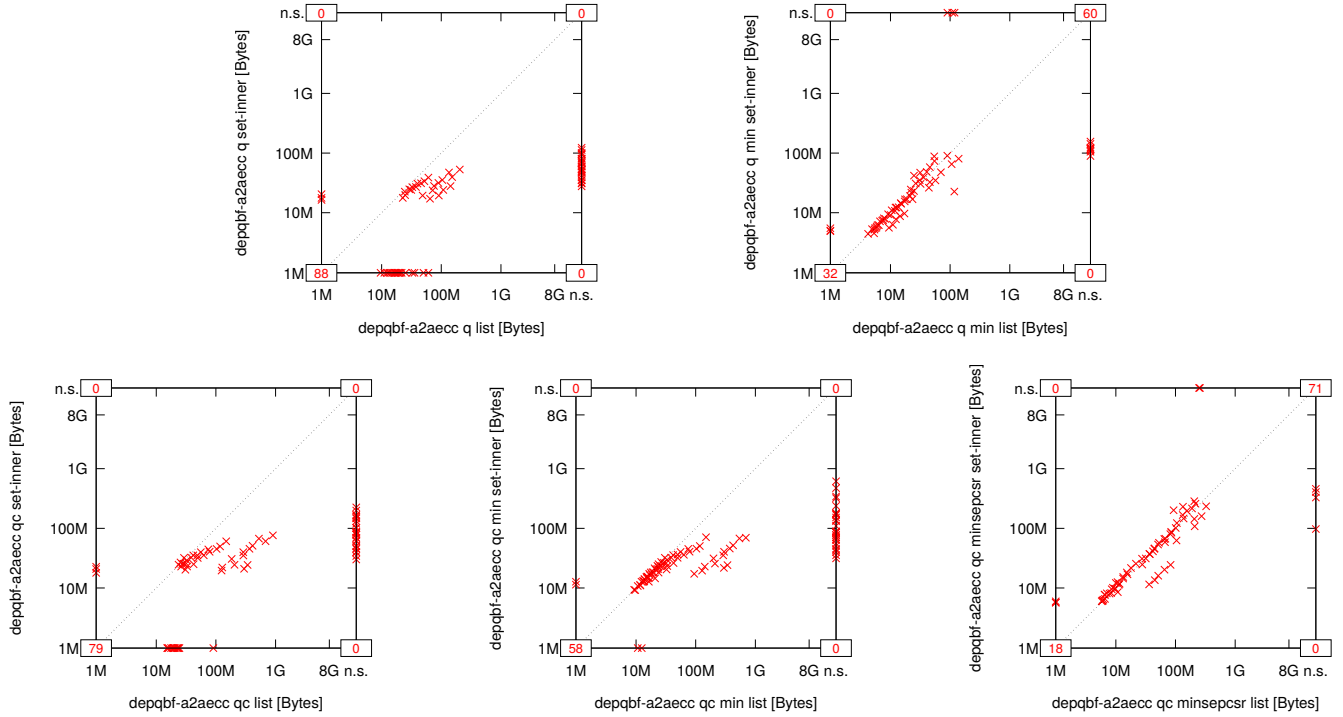 depqbf-a2aecc q set-inner [Bytes]
n.s.
8G
1G
100M
10M
1M
0
0
88
0
1M
10M
100M
1G
8G n.s.
depqbf-a2aecc q list [Bytes]
depqbf-a2aecc q min set-inner [Bytes]
n.s.
8G
1G
100M
10M
1M
0
60
32
0
1M
10M
100M
1G
8G n.s.
depqbf-a2aecc q min list [Bytes]
depqbf-a2aecc qc set-inner [Bytes]
n.s.
8G
1G
100M
10M
1M
0
0
79
0
1M
10M
100M
1G
8G n.s.
depqbf-a2aecc qc list [Bytes]
depqbf-a2aecc qc min set-inner [Bytes]
n.s.
8G
1G
100M
10M
1M
0
0
58
0
1M
10M
100M
1G
8G n.s.
depqbf-a2aecc qc min list [Bytes]
depqbf-a2aecc qc minsepcsr set-inner [Bytes]
n.s.
8G
1G
100M
10M
1M
0
71
18
0
1M
10M
100M
1G
8G n.s.
depqbf-a2aecc qc minsepcsr list [Bytes]